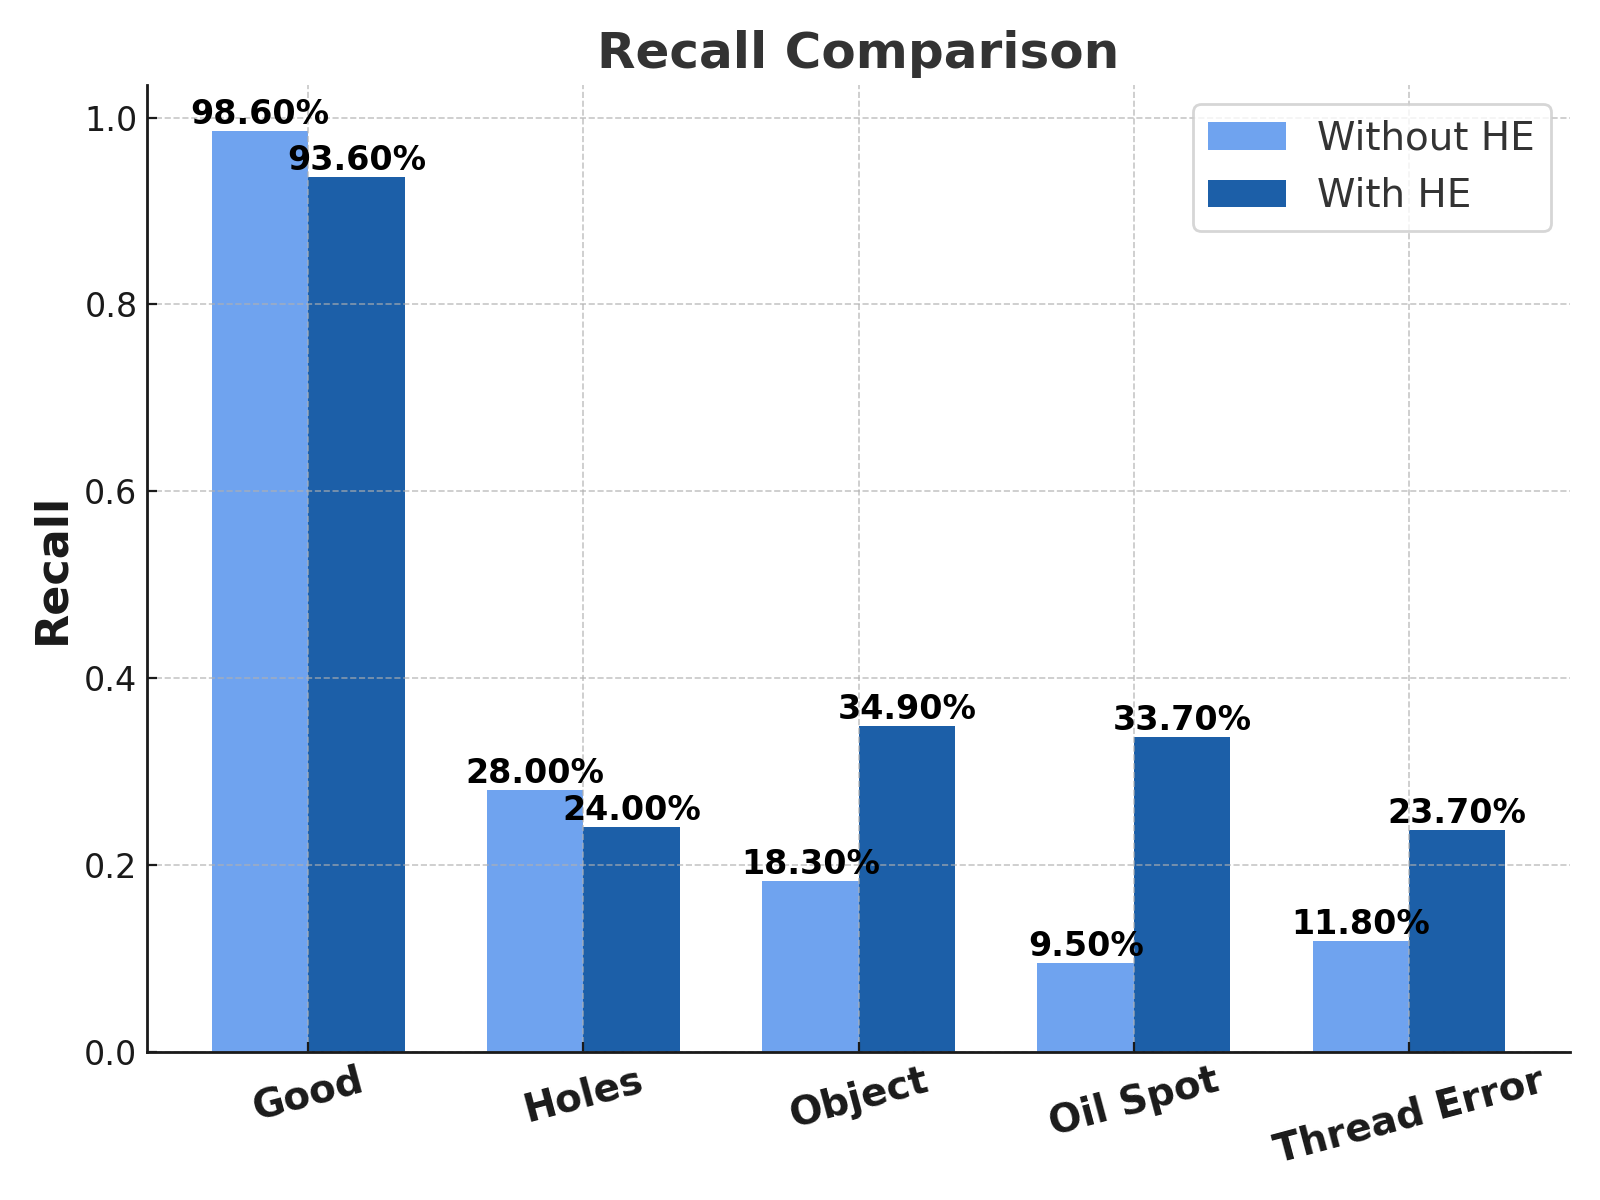 Recall Comparison
Without HE
With HE
Recall
1.0
0.8
0.6
0.4
0.2
0.0
98.60%
93.60%
28.00%
24.00%
18.30%
34.90%
9.50%
33.70%
11.80%
23.70%
Good
Holes
Object
Oil Spot
Thread Error